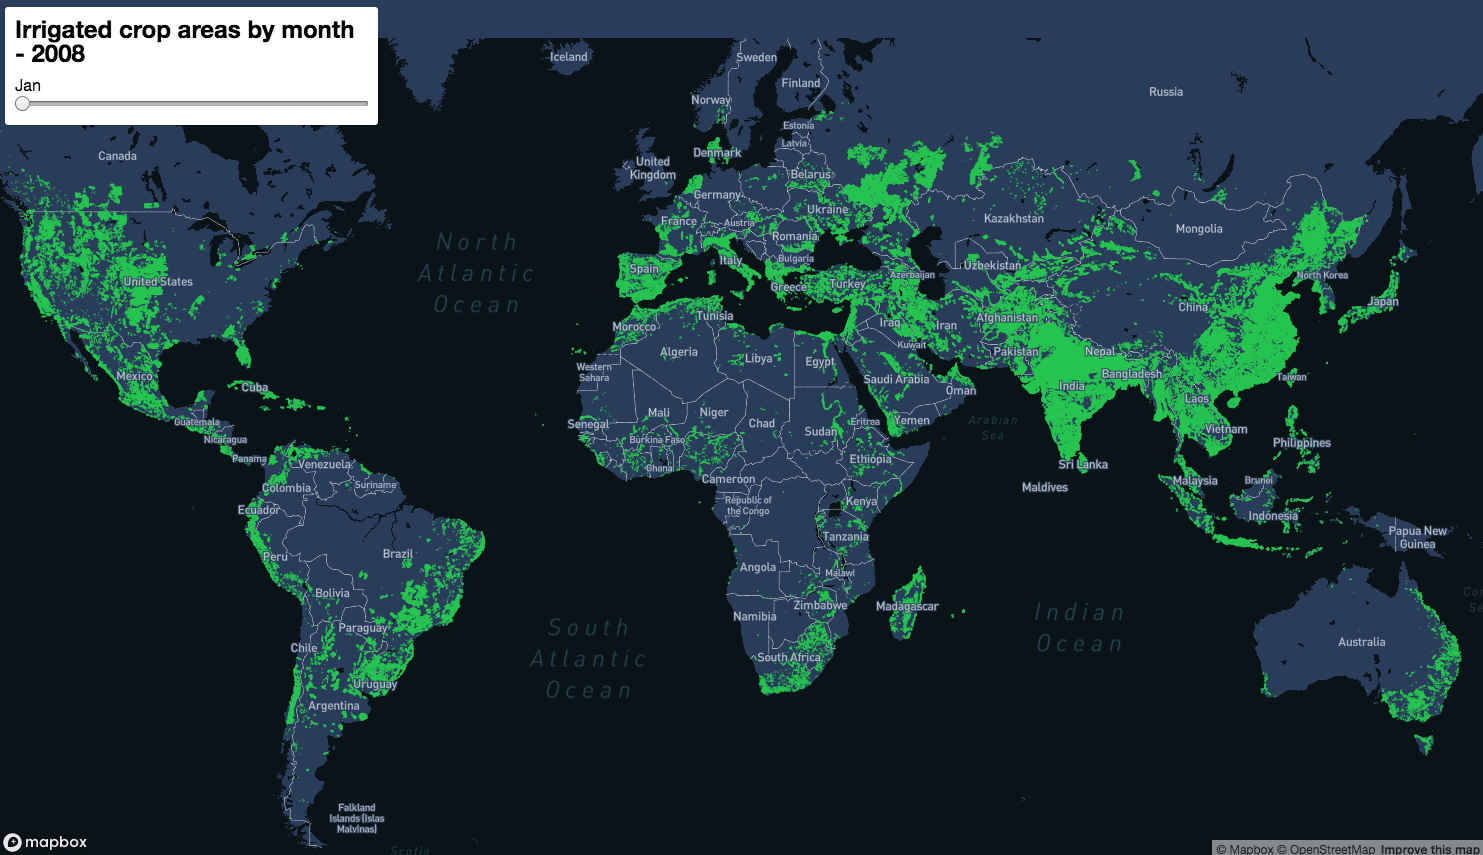 Irrigated crop areas by month
- 2008
Jan
Iceland
Sweden
Finland
Russia
Norway
Estonia
Latvia
Canada
Denmark
United
Kingdom
Belarus
Germany
Ukraine
France
Austria
Kazakhstan
Mongolia
North
Atlantic
Ocean
Romania
Italy
Bulgaria
Spain
Uzbekistan
Azerbaijan
North Korea
United States
Greece
Turkey
Japan
China
Tunisia
Morocco
Iraq
Iran
Afghanistan
Kuwait
Algeria
Libya
Egypt
Pakistan
Nepal
Western
Sahara
Mexico
Saudi Arabia
Bangladesh
Taiwan
Cuba
Oman
India
Laos
Mali
Niger
Guatemala
Senegal
Chad
Sudan
Eritrea
Yemen
Arabian
Sea
Vietnam
Nicaragua
Burkina Faso
Philippines
Panama
Venezuela
Ghana
Ethiopia
Sri Lanka
Colombia
Suriname
Cameroon
Maldives
Malaysia
Brunei
Ecuador
Republic of
the Congo
Kenya
Indonesia
Papua New
Guinea
Tanzania
Peru
Brazil
Angola
Malawi
Bolivia
Zimbabwe
Madagascar
Namibia
Indian
Ocean
Co
Se
South
Atlantic
Ocean
Paraguay
Chile
South Africa
Australia
Uruguay
Argentina
Falkland
Islands (Islas
Malvinas)
Scotia
mapbox
© Mapbox © OpenStreetMap Improve this map